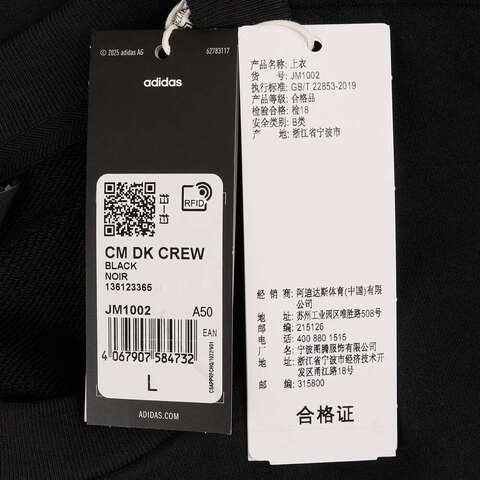 © 2025 adidas AG
62783117
adidas
RFID
CM DK CREW
BLACK
NOIR
136123365
JM1002 A50
EAN
4 067907 584732
L
ADIDAS.COM
产品名称: 上衣
货 号: JM1002
执行标准: GB/T 22853-2019
产品等级: 合格品
检验合格: 检18
安全类别: B类
产 地: 浙江省宁波市
经 销 商: 阿迪达斯体育(中国)有限公司
地 址: 苏州工业园区唯胜路508号
邮 编: 215126
电 话: 400 880 1515
厂 名: 宁波图腾服饰有限公司
地 址: 浙江省宁波市经济技术开发区甬江路18号
邮 编: 315800
合格证